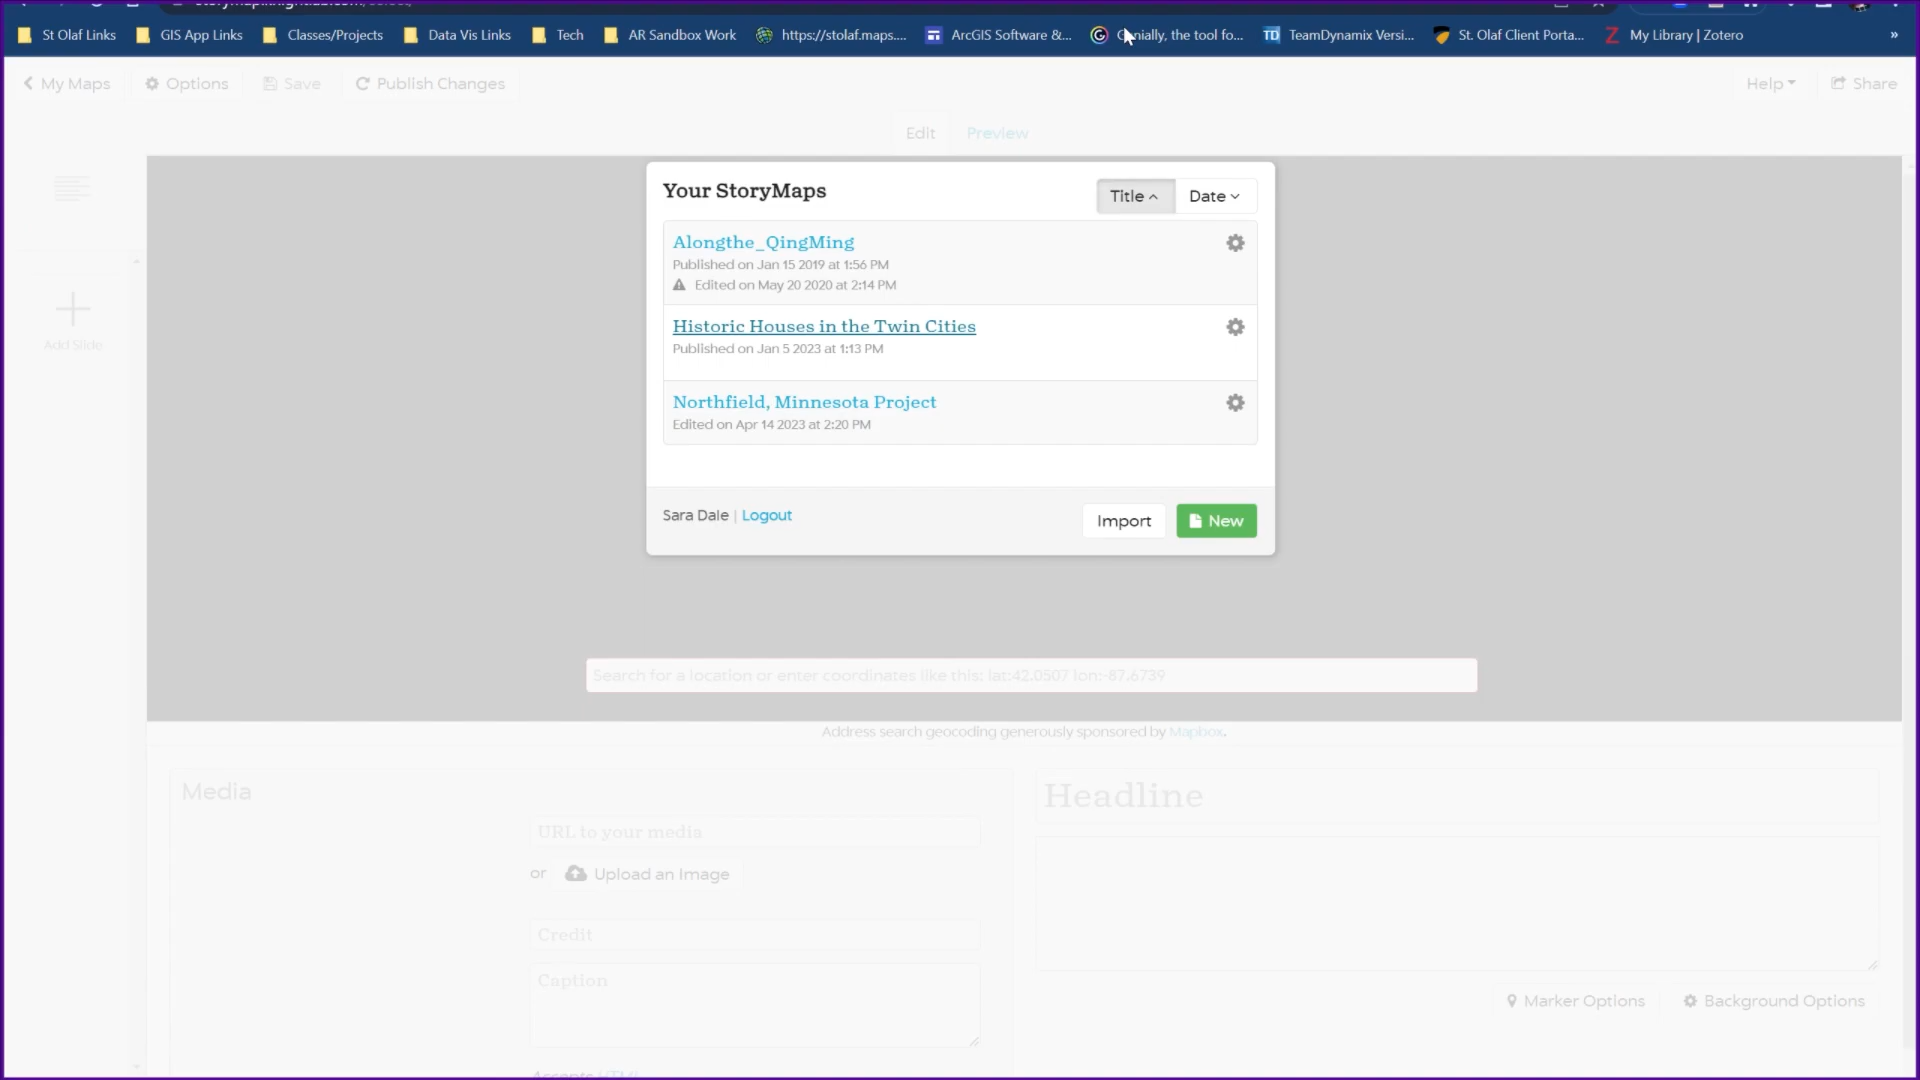 St Olaf Links GIS App Links Classes/Projects Data Vis Links Tech AR Sandbox Work https://stolaf.maps.... ArcGIS Software &... Genially, the tool fo... TD TeamDynamix Versi... St. Olaf Client Porta... Z My Library | Zotero »
My Maps Options Save Publish Changes Help Share
Edit Preview
Your StoryMaps Title Date
Alongthe_QingMing
Published on Jan 15 2019 at 1:56 PM
Edited on May 20 2020 at 2:14 PM
Historic Houses in the Twin Cities
Published on Jan 5 2023 at 1:13 PM
Add Slide
Northfield, Minnesota Project
Edited on Apr 14 2023 at 2:20 PM
Sara Dale | Logout Import New
Search for a location or enter coordinates like this: lat:42.0507 lon:-87.6739
Address search geocoding generously sponsored by Mapbox.
Media
Headline
URL to your media
or Upload an Image
Credit
Caption
Marker Options Background Options
Accepts HTML